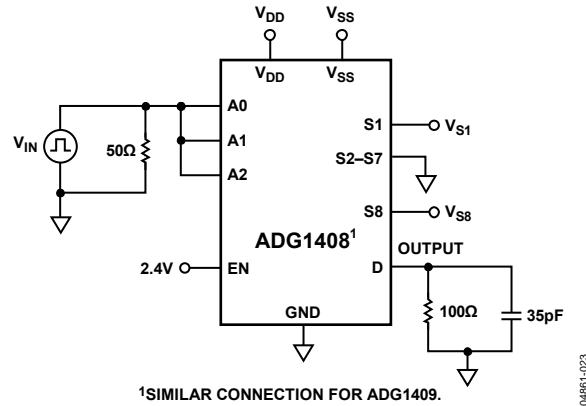 VDD VSS
VDD VSS
A0
A1
A2
VIN
50Ω
S1 VS1
S2–S7
S8 VS8
ADG1408¹
OUTPUT
2.4V EN
D
GND
100Ω
35pF
¹SIMILAR CONNECTION FOR ADG1409.
04861-023